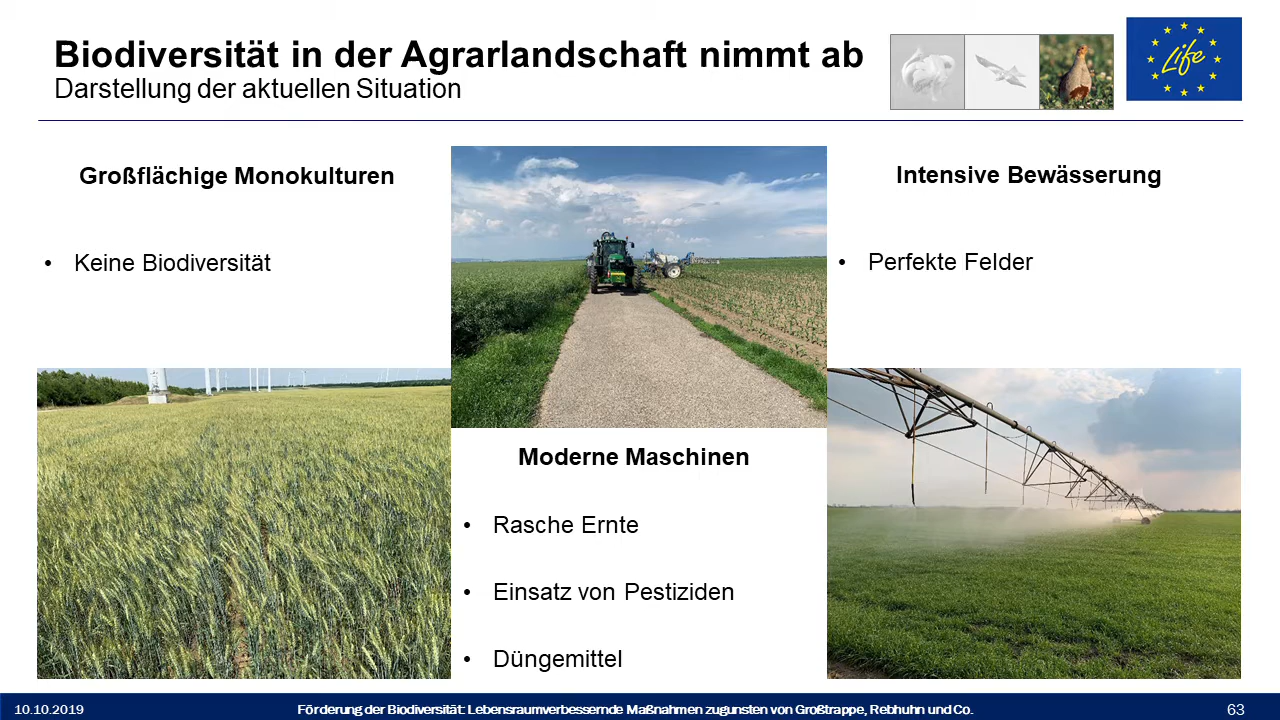 Biodiversität in der Agrarlandschaft nimmt ab
Darstellung der aktuellen Situation
Life
Großflächige Monokulturen
• Keine Biodiversität
Intensive Bewässerung
• Perfekte Felder
Moderne Maschinen
• Rasche Ernte
• Einsatz von Pestiziden
• Düngemittel
10.10.2019
Förderung der Biodiversität: Lebensraumverbessernde Maßnahmen zugunsten von Großtrappe, Rebhuhn und Co.
63